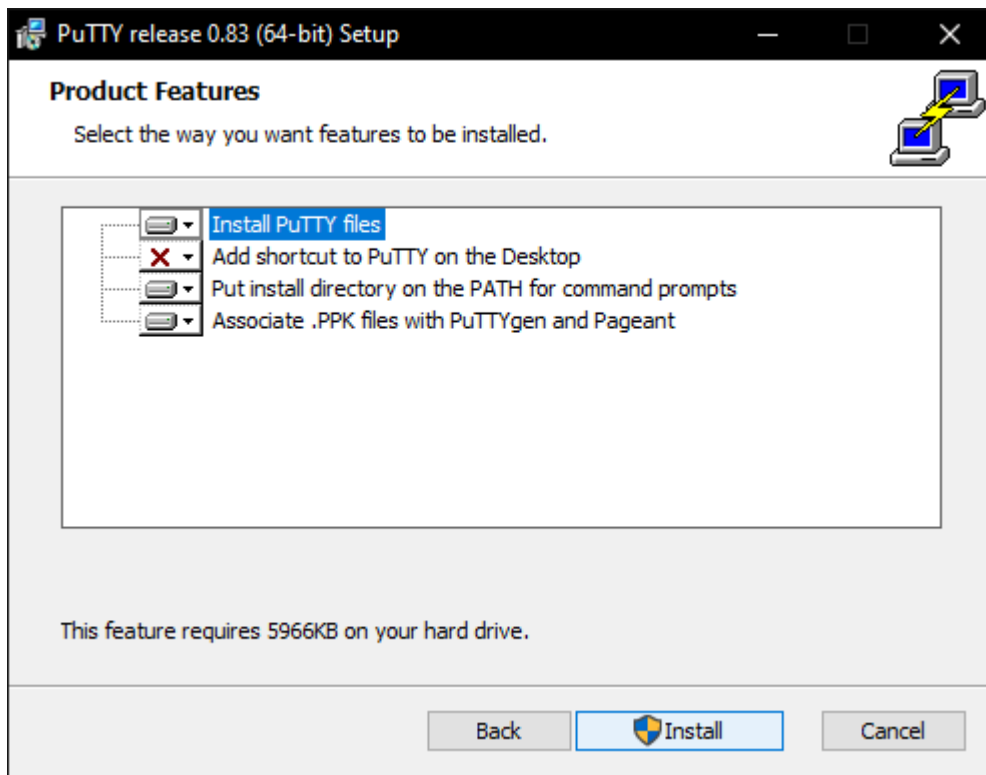 PuTTY release 0.83 (64-bit) Setup
Product Features
Select the way you want features to be installed.
Install PuTTY files
Add shortcut to PuTTY on the Desktop
Put install directory on the PATH for command prompts
Associate .PPK files with PuTTYgen and Pageant
This feature requires 5966KB on your hard drive.
Back Install Cancel